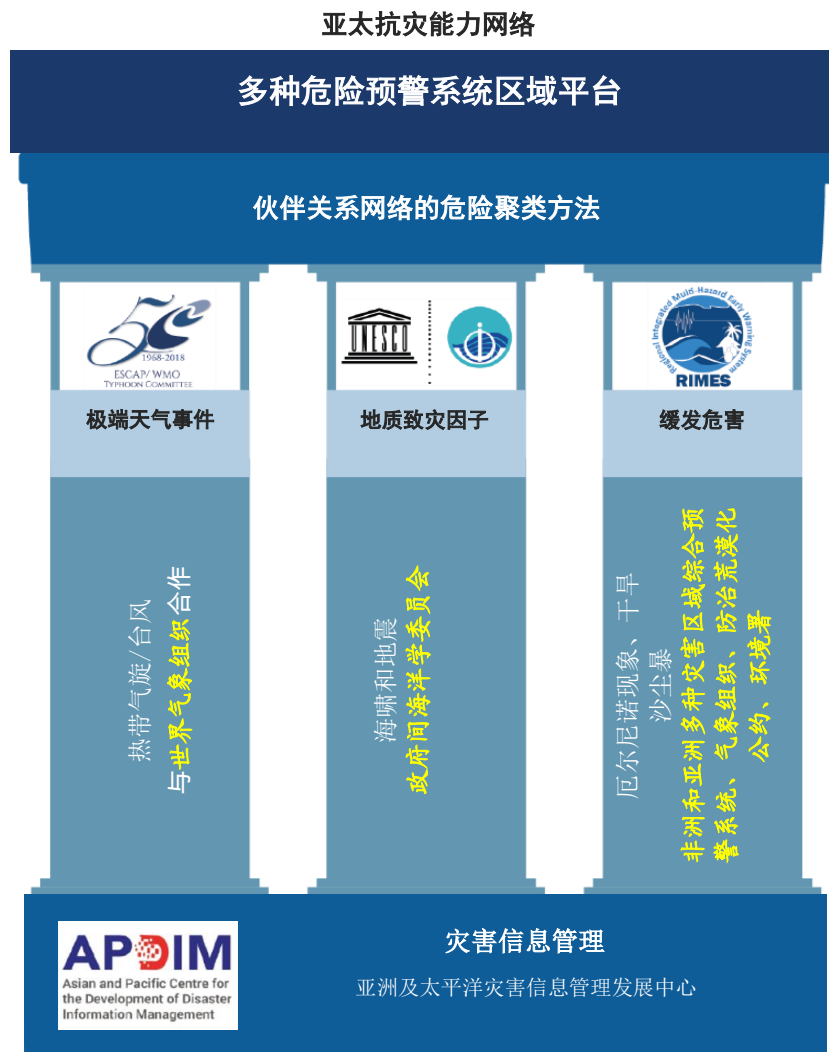 亚太抗灾能力网络
多种危险预警系统区域平台
伙伴关系网络的危险聚类方法
1968-2018
ESCAP/WMO
TYPHOON COMMITTEE
极端天气事件
热带气旋/台风
与世界气象组织合作
UNESCO
地质致灾因子
海啸和地震
政府间海洋学委员会
Regional Integrated Multi-Hazard Early Warning System
RIMES
缓发危害
厄尔尼诺现象、干旱
沙尘暴
非洲和亚洲多种灾害区域综合预
警系统、气象组织、防治荒漠化
公约、环境署
APDIM
Asian and Pacific Centre for
the Development of Disaster
Information Management
灾害信息管理
亚洲及太平洋灾害信息管理发展中心